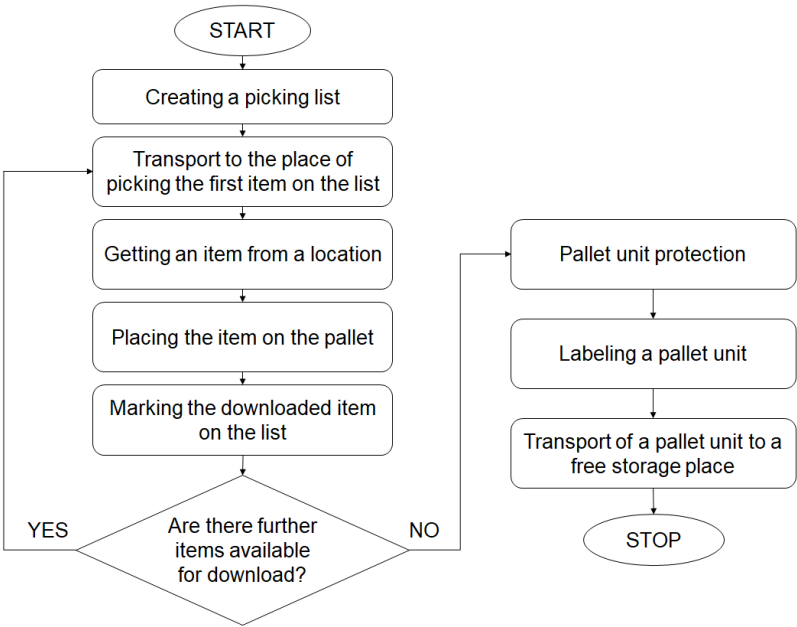 START
Creating a picking list
Transport to the place of
picking the first item on the list
Getting an item from a location
Placing the item on the pallet
Marking the downloaded item
on the list
Are there further
items available
for download?
YES
NO
Pallet unit protection
Labeling a pallet unit
Transport of a pallet unit to a
free storage place
STOP